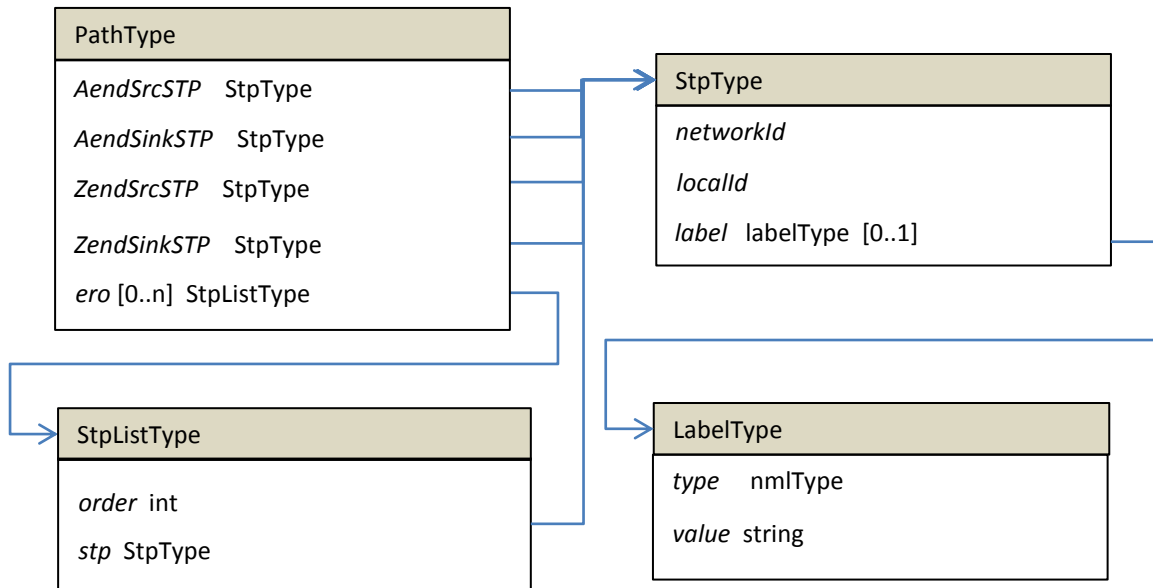 PathType
AendSrcSTP StpType
AendSinkSTP StpType
ZendSrcSTP StpType
ZendSinkSTP StpType
ero [0..n] StpListType
StpType
networkId
localId
label labelType [0..1]
StpListType
order int
stp StpType
LabelType
type nmlType
value string